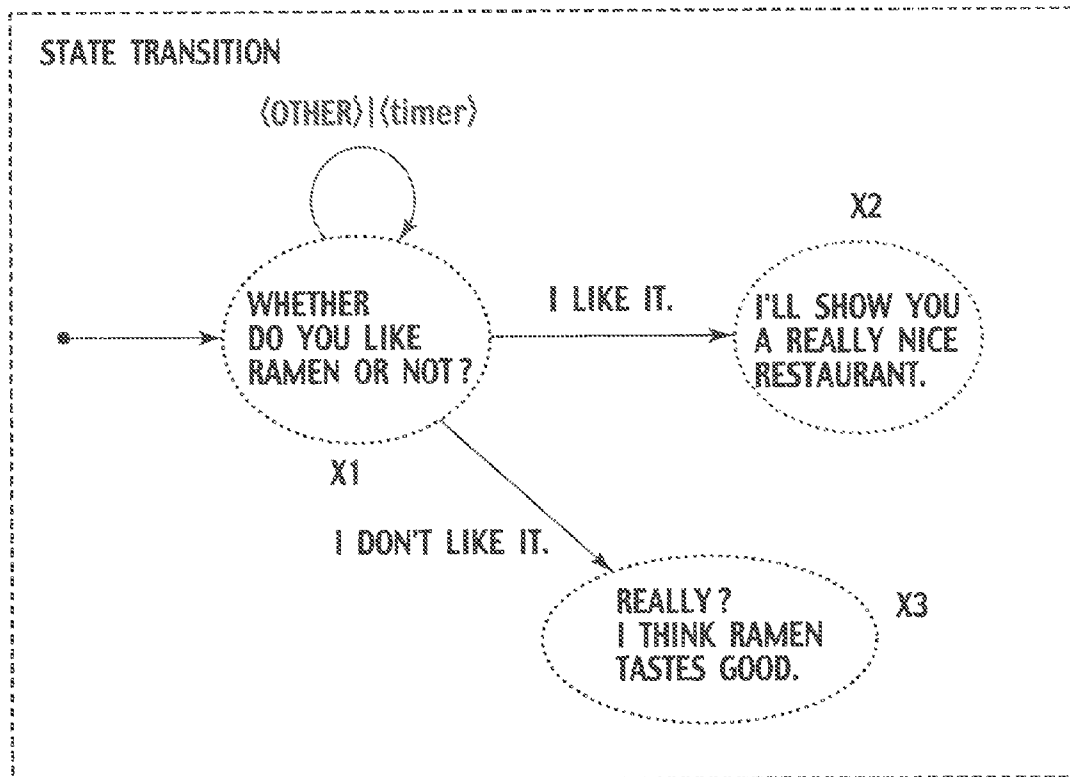 STATE TRANSITION
⟨OTHER⟩|⟨timer⟩
X2
WHETHER
DO YOU LIKE
RAMEN OR NOT?
I LIKE IT.
I'LL SHOW YOU
A REALLY NICE
RESTAURANT.
X1
I DON'T LIKE IT.
REALLY?
I THINK RAMEN
TASTES GOOD.
X3